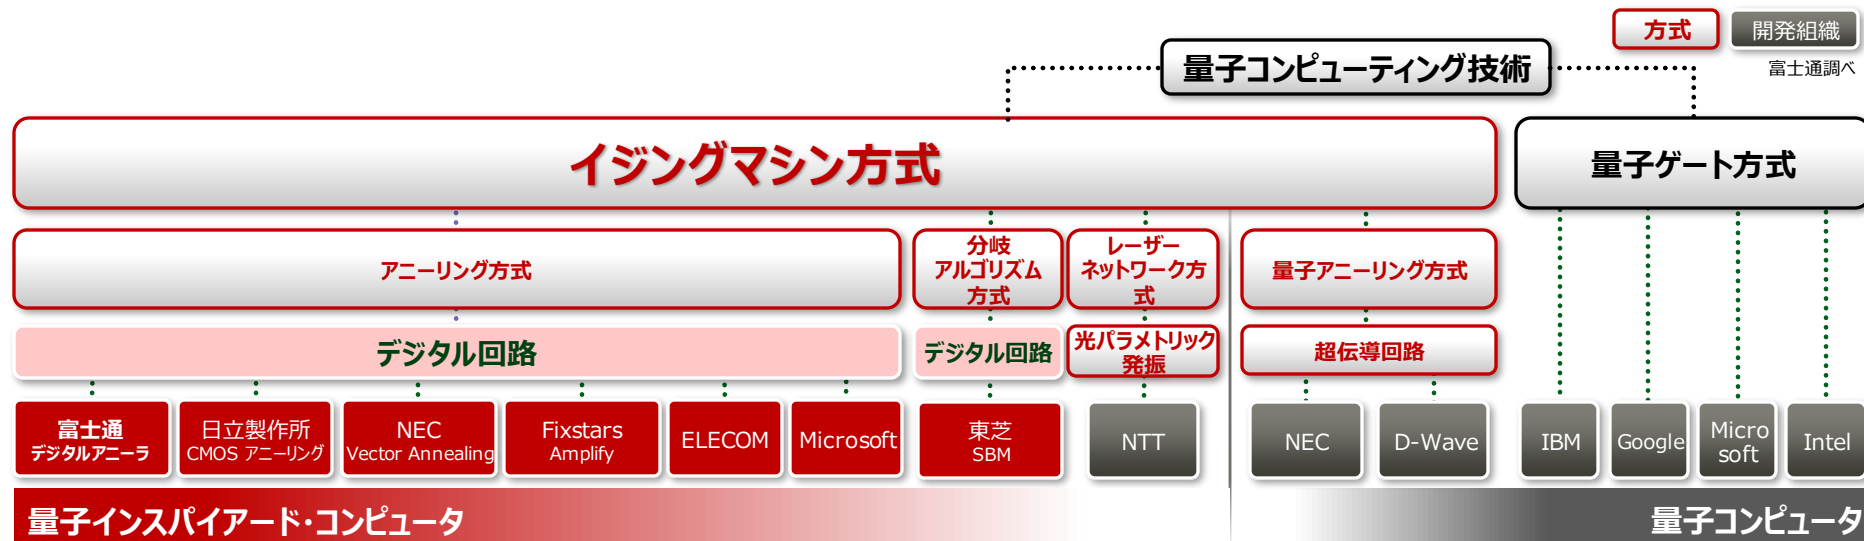 方式
開発組織
富士通調べ
量子コンピューティング技術
イジングマシン方式
量子ゲート方式
アニーリング方式
分岐
アルゴリズム
方式
レーザー
ネットワーク方
式
量子アニーリング方式
デジタル回路
デジタル回路
光パラメトリック
発振
超伝導回路
富士通
デジタルアニーラ
日立製作所
CMOS アニーリング
NEC
Vector Annealing
Fixstars
Amplify
ELECOM
Microsoft
東芝
SBM
NTT
NEC
D-Wave
IBM
Google
Micro
soft
Intel
量子インスパイアード・コンピュータ
量子コンピュータ